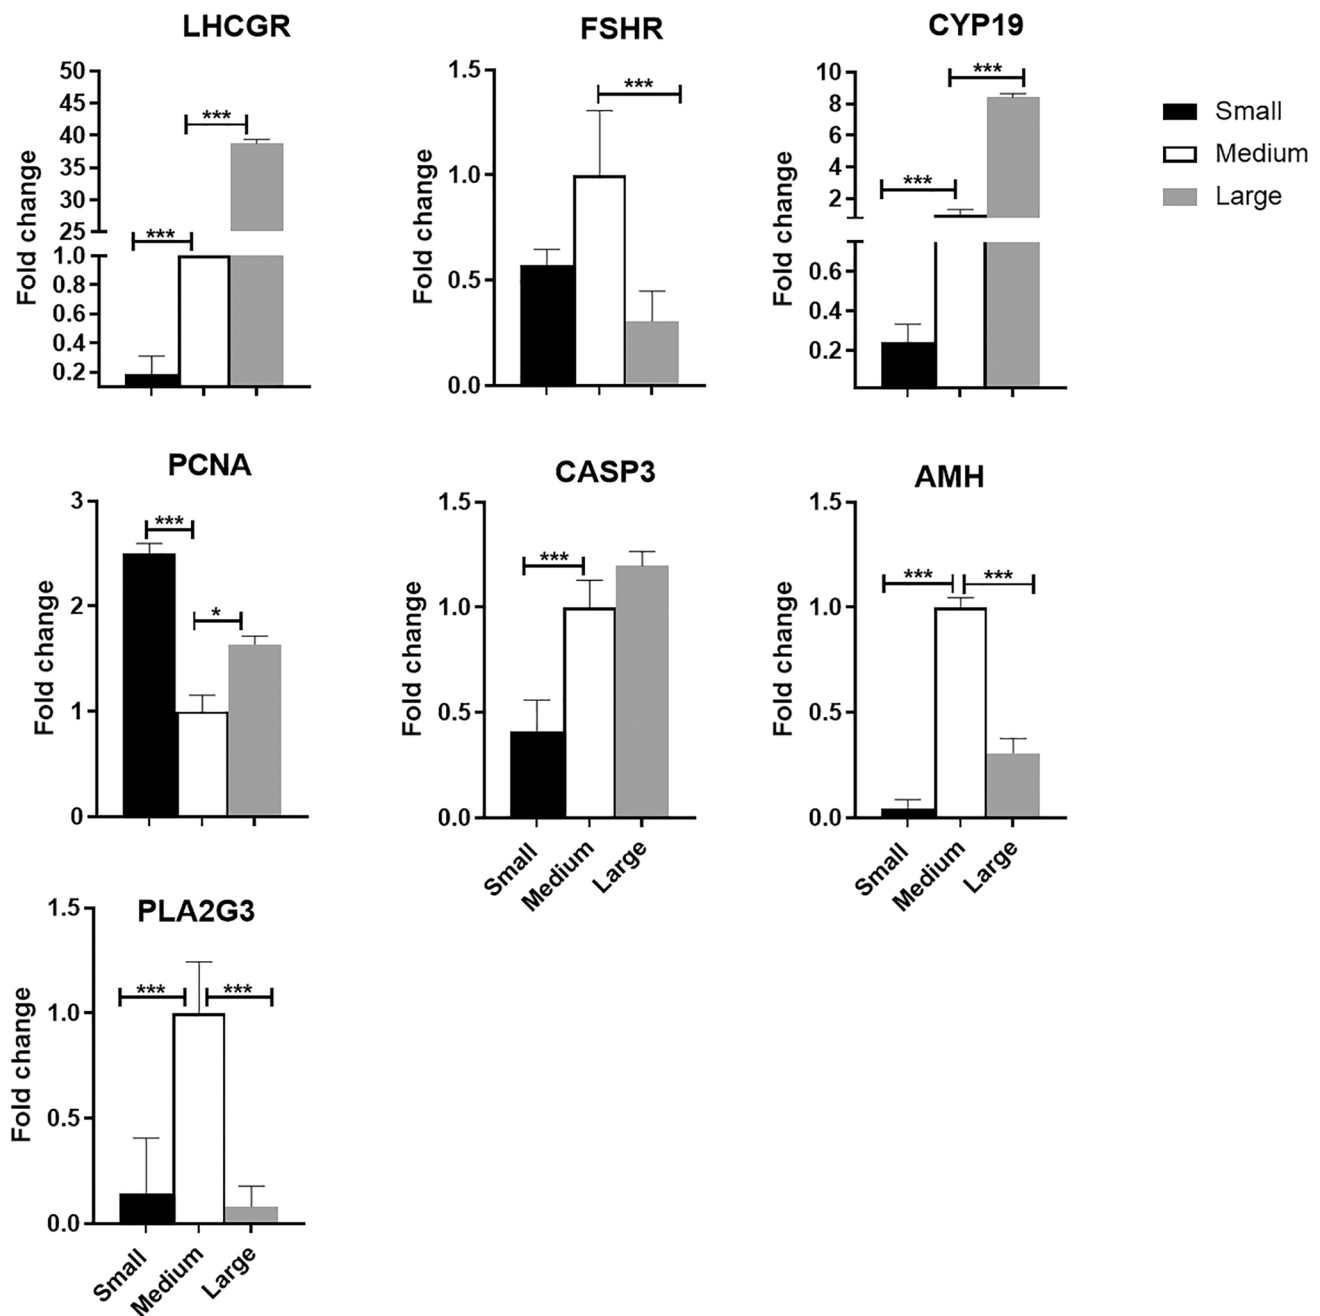 LHCGR
Fold change
50
45
40
35
30
25
1.0
0.8
0.6
0.4
0.2
***
***
FSHR
Fold change
1.5
1.0
0.5
0.0
***
CYP19
Fold change
10
8
6
4
2
0.6
0.4
0.2
***
***
Small
Medium
Large
PCNA
Fold change
3
2
1
0
***
*
CASP3
Fold change
1.5
1.0
0.5
0.0
***
Small
Medium
Large
AMH
Fold change
1.5
1.0
0.5
0.0
***
***
Small
Medium
Large
PLA2G3
Fold change
1.5
1.0
0.5
0.0
***
***
Small
Medium
Large